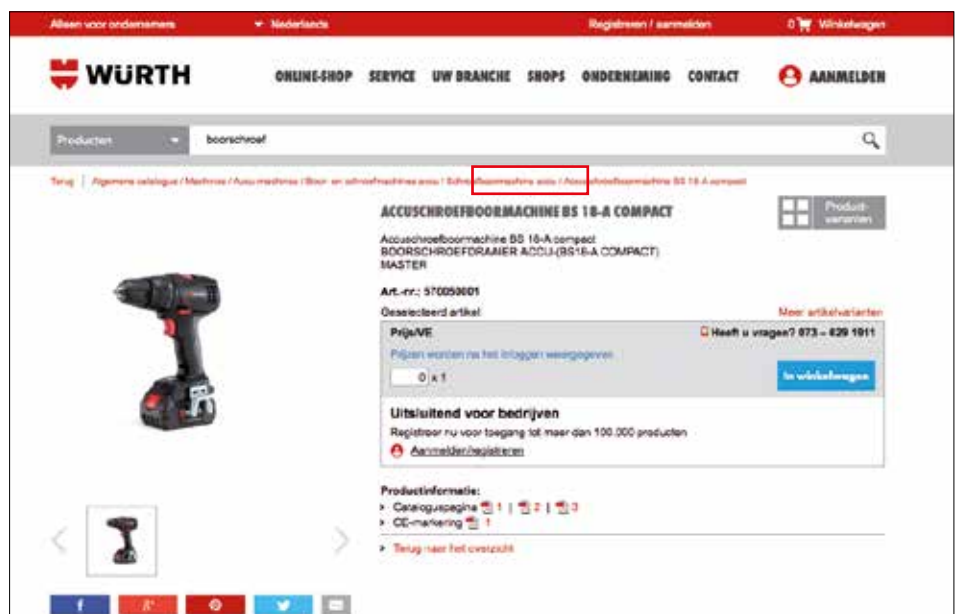 Alleen voor ondernemers
Nederlands
Registreren / aanmelden
0 Winkelwagen
WÜRTH
ONLINE-SHOP SERVICE UW BRANCHE SHOPS ONDERNEMING CONTACT
AANMELDEN
Producten
boorschroef
Terug | Algemene catalogus / Machines / Accu machines / Boor- en schroefmachines accu / Schroefboormachine accu / Accuschroefboormachine BS 18-A compact
ACCUSCHROEFBOORMACHINE BS 18-A COMPACT
Product-
varianten
Accuschroefboormachine BS 18-A compact
BOORSCHROEFDRAAIER ACCU-(BS18-A COMPACT)
MASTER
Art.-nr.: 570050001
Geselecteerd artikel
Meer artikelvarianten
Prijs/VE
Heeft u vragen? 073 – 629 1911
Prijzen worden na het inloggen weergegeven
0 x 1
In winkelwagen
Uitsluitend voor bedrijven
Registreer nu voor toegang tot meer dan 100.000 producten
Aanmelden/registreren
Productinformatie:
Cataloguspagina 1 | 2 | 3
CE-markering 1
Terug naar het overzicht
f
g+